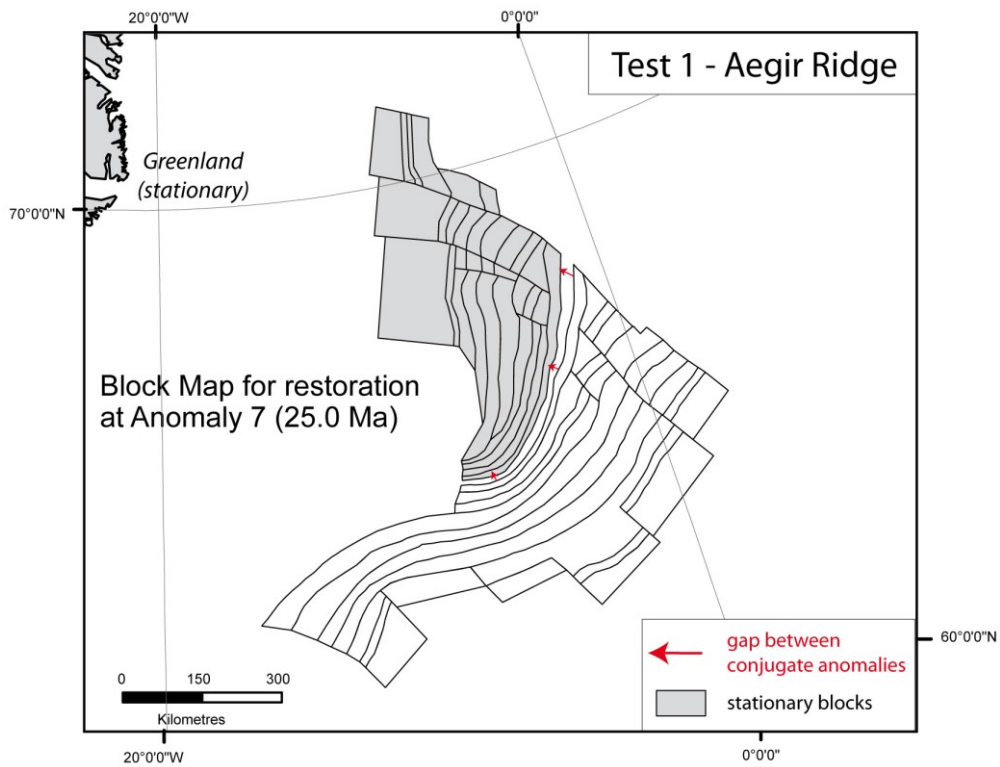 20°0'0"W
0°0'0"
Test 1 - Aegir Ridge
Greenland
(stationary)
70°0'0"N
Block Map for restoration
at Anomaly 7 (25.0 Ma)
gap between
conjugate anomalies
60°0'0"N
stationary blocks
0 150 300
Kilometres
20°0'0"W
0°0'0"